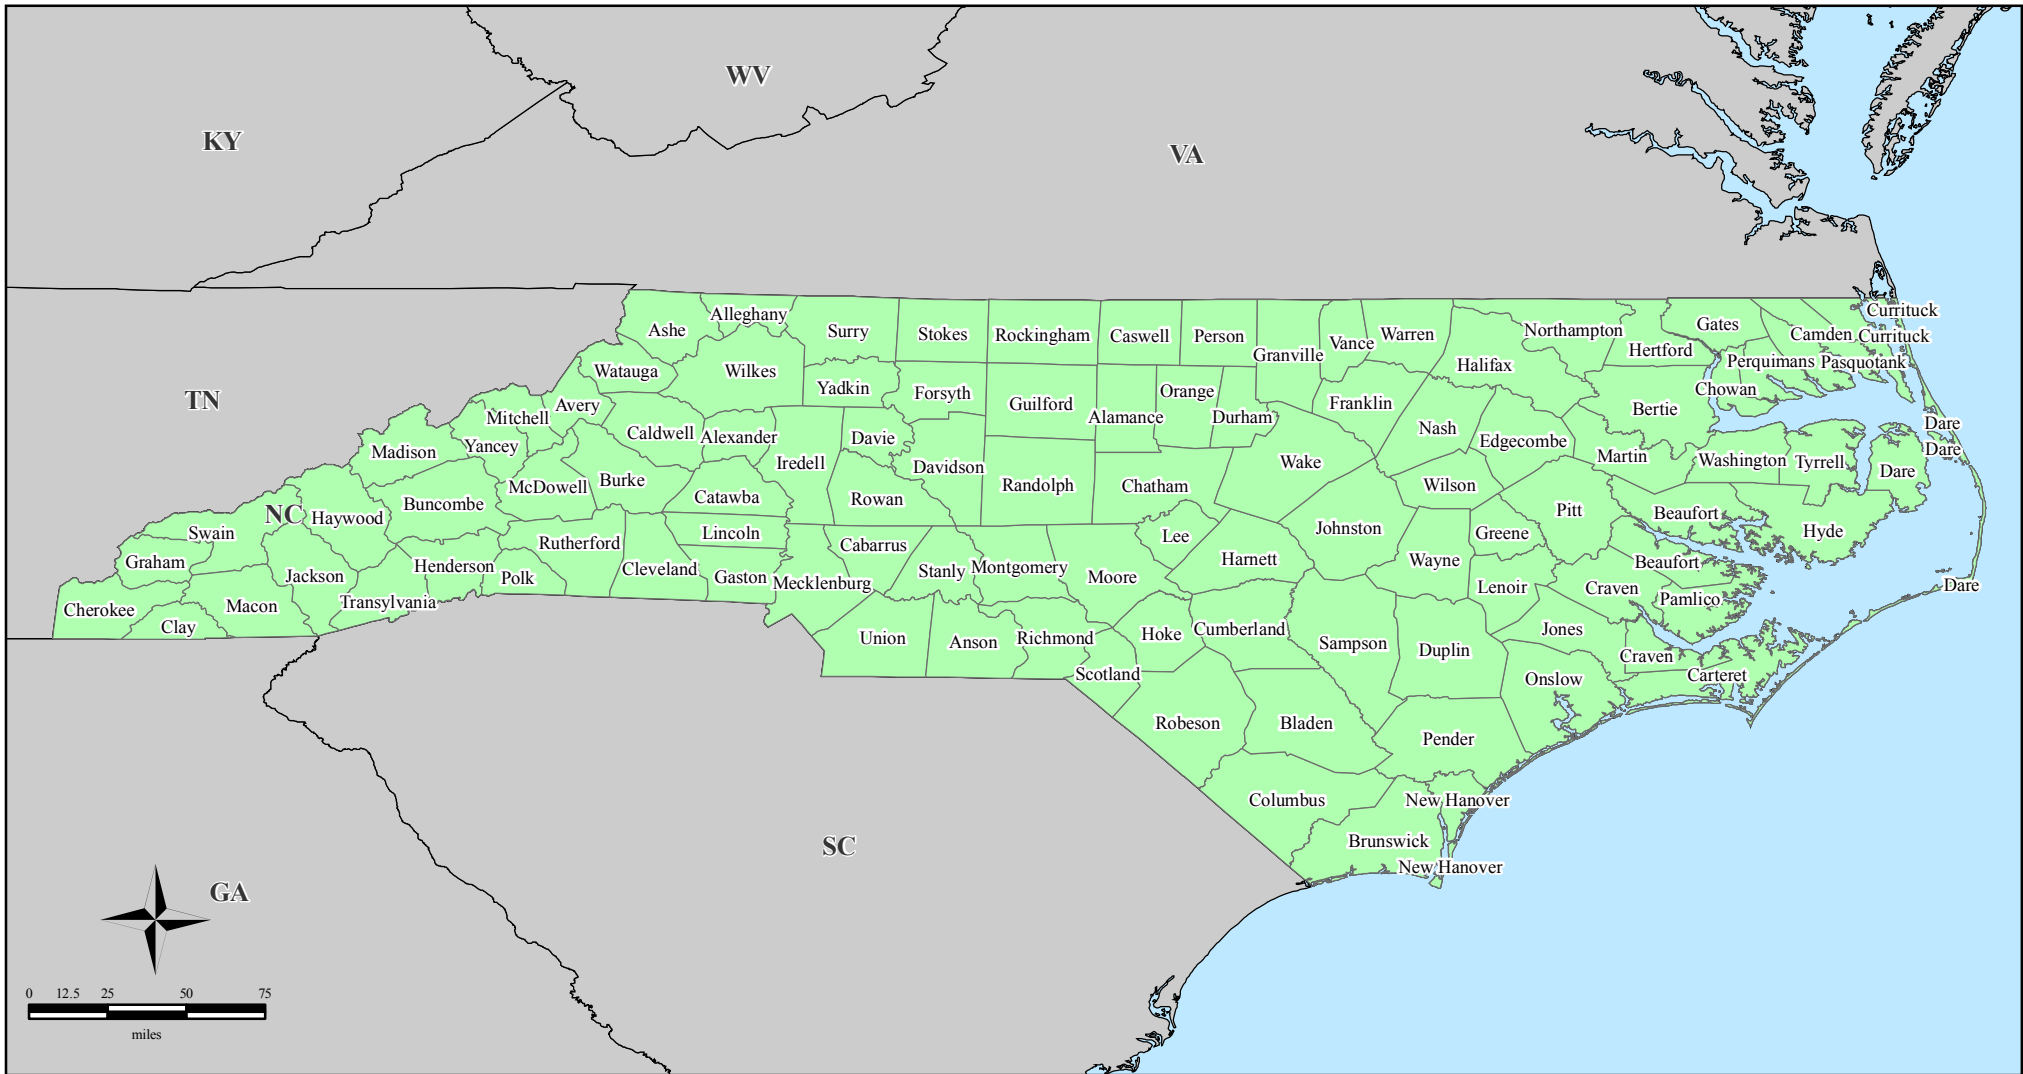 WV
KY
VA
TN
NC
SC
GA
Currituck
Alleghany
Ashe
Surry
Stokes
Rockingham
Caswell
Person
Granville
Vance
Warren
Northampton
Halifax
Hertford
Gates
Camden
Currituck
Perquimans
Pasquotank
Chowan
Watauga
Wilkes
Yadkin
Forsyth
Guilford
Alamance
Orange
Durham
Franklin
Bertie
Mitchell
Avery
Caldwell
Alexander
Davie
Nash
Edgecombe
Dare
Dare
Madison
Yancey
Iredell
Davidson
Wake
Martin
Washington
Tyrrell
Dare
McDowell
Burke
Catawba
Rowan
Randolph
Chatham
Wilson
Buncombe
Haywood
Swain
Rutherford
Lincoln
Cabarrus
Lee
Johnston
Greene
Pitt
Beaufort
Hyde
Graham
Jackson
Henderson
Polk
Cleveland
Gaston
Mecklenburg
Stanly
Montgomery
Moore
Harnett
Wayne
Lenoir
Craven
Beaufort
Pamlico
Dare
Cherokee
Clay
Macon
Transylvania
Union
Anson
Richmond
Hoke
Cumberland
Sampson
Duplin
Jones
Craven
Carteret
Scotland
Onslow
Robeson
Bladen
Pender
Columbus
New Hanover
Brunswick
New Hanover
0 12.5 25 50 75
miles